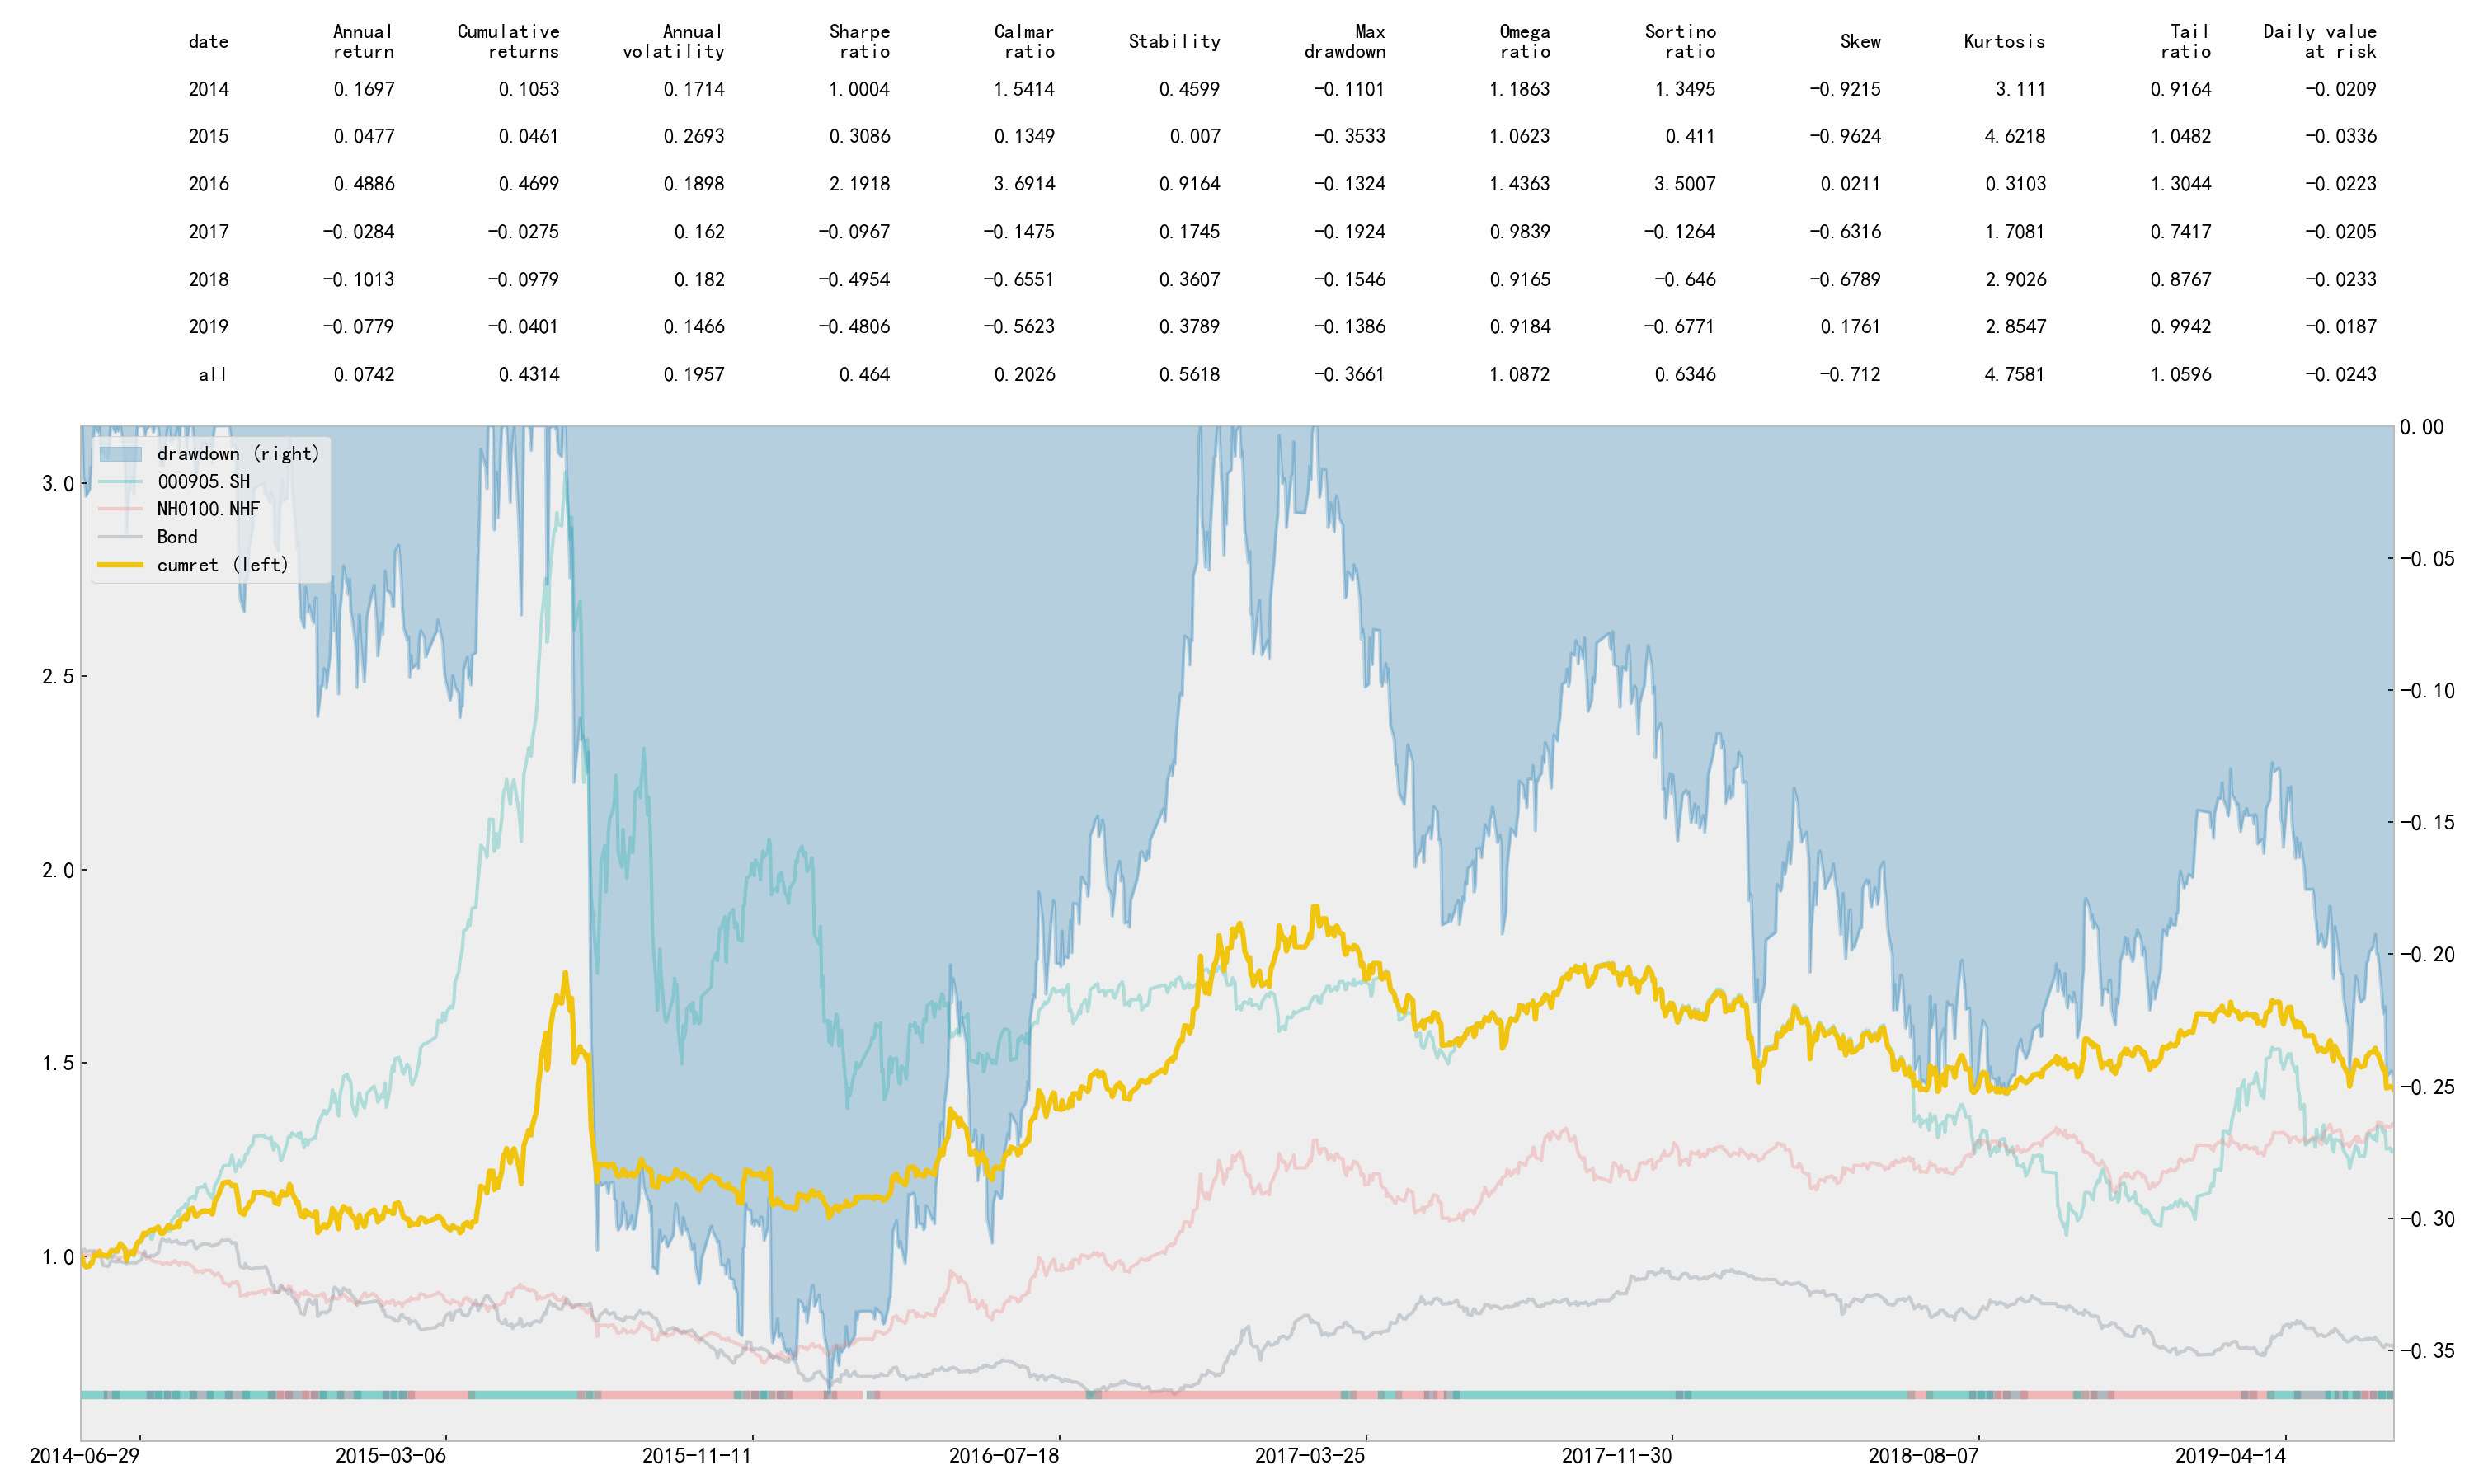 date Annual return Cumulative returns Annual volatility Sharpe ratio Calmar ratio Stability Max drawdown Omega ratio Sortino ratio Skew Kurtosis Tail ratio Daily value at risk
2014 0.1697 0.1053 0.1714 1.0004 1.5414 0.4599 -0.1101 1.1863 1.3495 -0.9215 3.111 0.9164 -0.0209
2015 0.0477 0.0461 0.2693 0.3086 0.1349 0.007 -0.3533 1.0623 0.411 -0.9624 4.6218 1.0482 -0.0336
2016 0.4886 0.4699 0.1898 2.1918 3.6914 0.9164 -0.1324 1.4363 3.5007 0.0211 0.3103 1.3044 -0.0223
2017 -0.0284 -0.0275 0.162 -0.0967 -0.1475 0.1745 -0.1924 0.9839 -0.1264 -0.6316 1.7081 0.7417 -0.0205
2018 -0.1013 -0.0979 0.182 -0.4954 -0.6551 0.3607 -0.1546 0.9165 -0.646 -0.6789 2.9026 0.8767 -0.0233
2019 -0.0779 -0.0401 0.1466 -0.4806 -0.5623 0.3789 -0.1386 0.9184 -0.6771 0.1761 2.8547 0.9942 -0.0187
all 0.0742 0.4314 0.1957 0.464 0.2026 0.5618 -0.3661 1.0872 0.6346 -0.712 4.7581 1.0596 -0.0243
drawdown (right)
000905.SH
NH0100.NHF
Bond
cumret (left)
3.0
2.5
2.0
1.5
1.0
0.00
-0.05
-0.10
-0.15
-0.20
-0.25
-0.30
-0.35
2014-06-29 2015-03-06 2015-11-11 2016-07-18 2017-03-25 2017-11-30 2018-08-07 2019-04-14